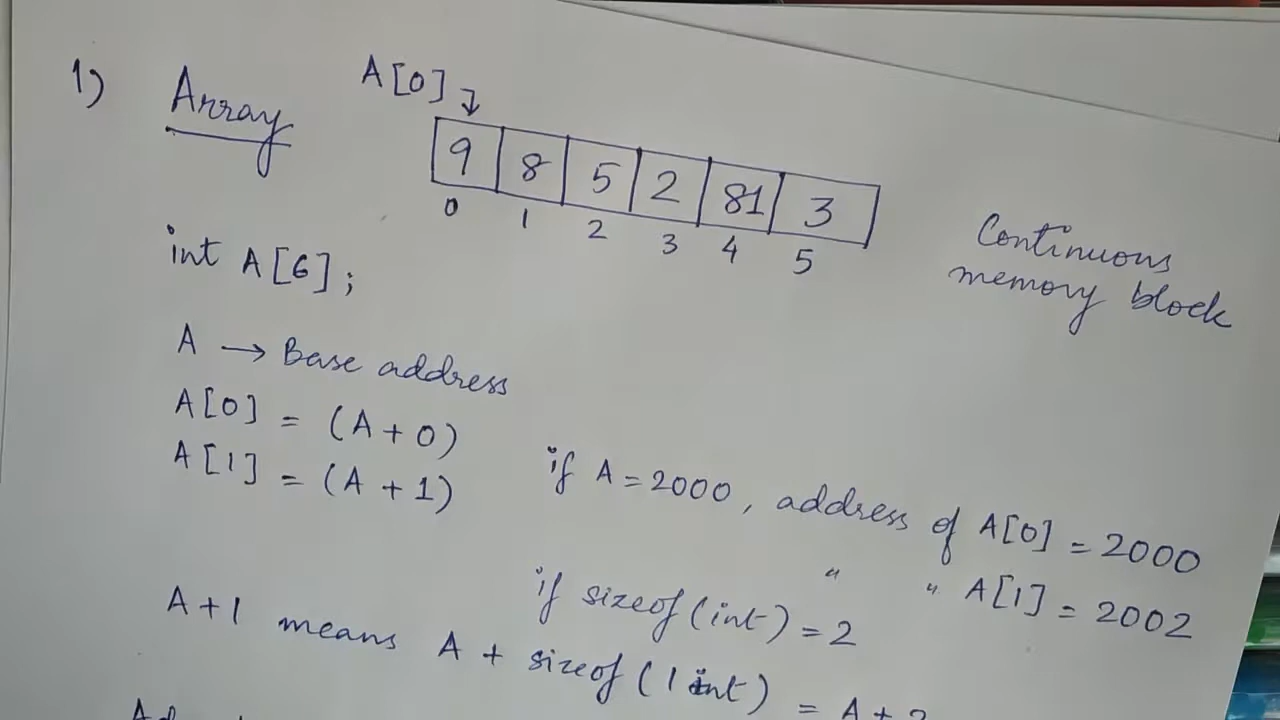 1) Array
A[0]
9 8 5 2 81 3
0 1 2 3 4 5
Continuous
memory block
int A[6];
A → Base address
A[0] = (A+0)
A[1] = (A+1)
if A=2000, address of A[0] = 2000
" " A[1] = 2002
if sizeof(int) = 2
A+1 means A + sizeof(1 int) = A+2